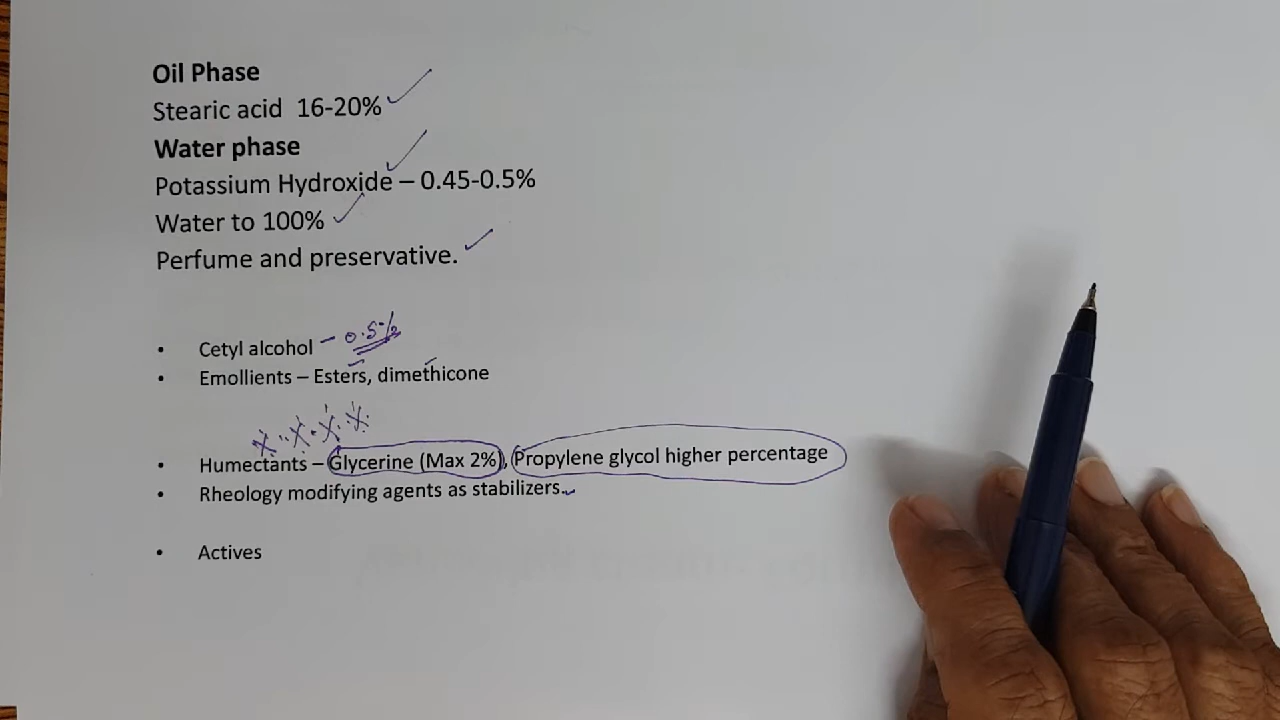 Oil Phase
Stearic acid 16-20%
Water phase
Potassium Hydroxide – 0.45-0.5%
Water to 100%
Perfume and preservative.
• Cetyl alcohol – 0.5%
• Emollients – Esters, dimethicone
• Humectants – Glycerine (Max 2%), Propylene glycol higher percentage
• Rheology modifying agents as stabilizers.
• Actives